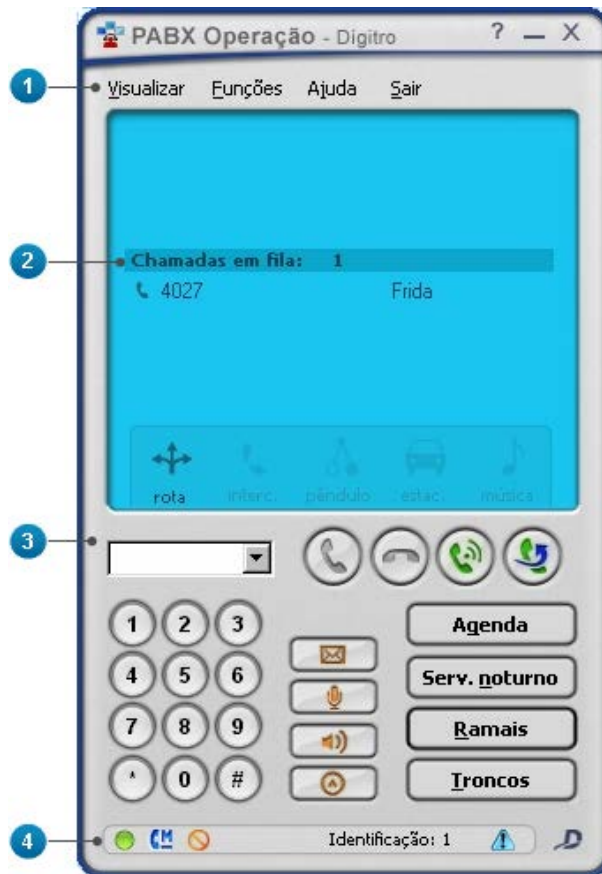 PABX Operação - Dígitro ? — X
1 Visualizar Funções Ajuda Sair
2 Chamadas em fila: 1
4027 Frida
rota interc. pêndulo estac. música
3
1 2 3 Agenda
4 5 6 Serv. noturno
7 8 9 Ramais
* 0 # Troncos
4 Identificação: 1